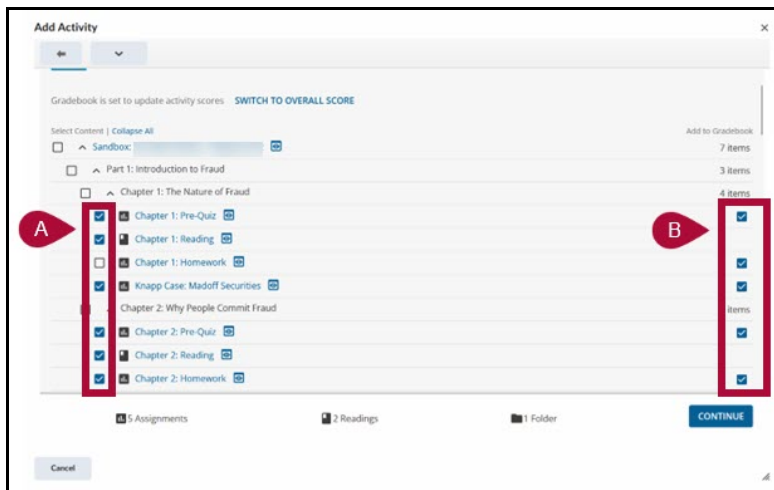 Add Activity
Gradebook is set to update activity scores SWITCH TO OVERALL SCORE
Select Content | Collapse All Add to Gradebook
Sandbox: 7 items
Part 1: Introduction to Fraud 3 items
Chapter 1: The Nature of Fraud 4 items
Chapter 1: Pre-Quiz
A Chapter 1: Reading B
Chapter 1: Homework
Knapp Case: Madoff Securities
Chapter 2: Why People Commit Fraud items
Chapter 2: Pre-Quiz
Chapter 2: Reading
Chapter 2: Homework
5 Assignments 2 Readings 1 Folder CONTINUE
Cancel